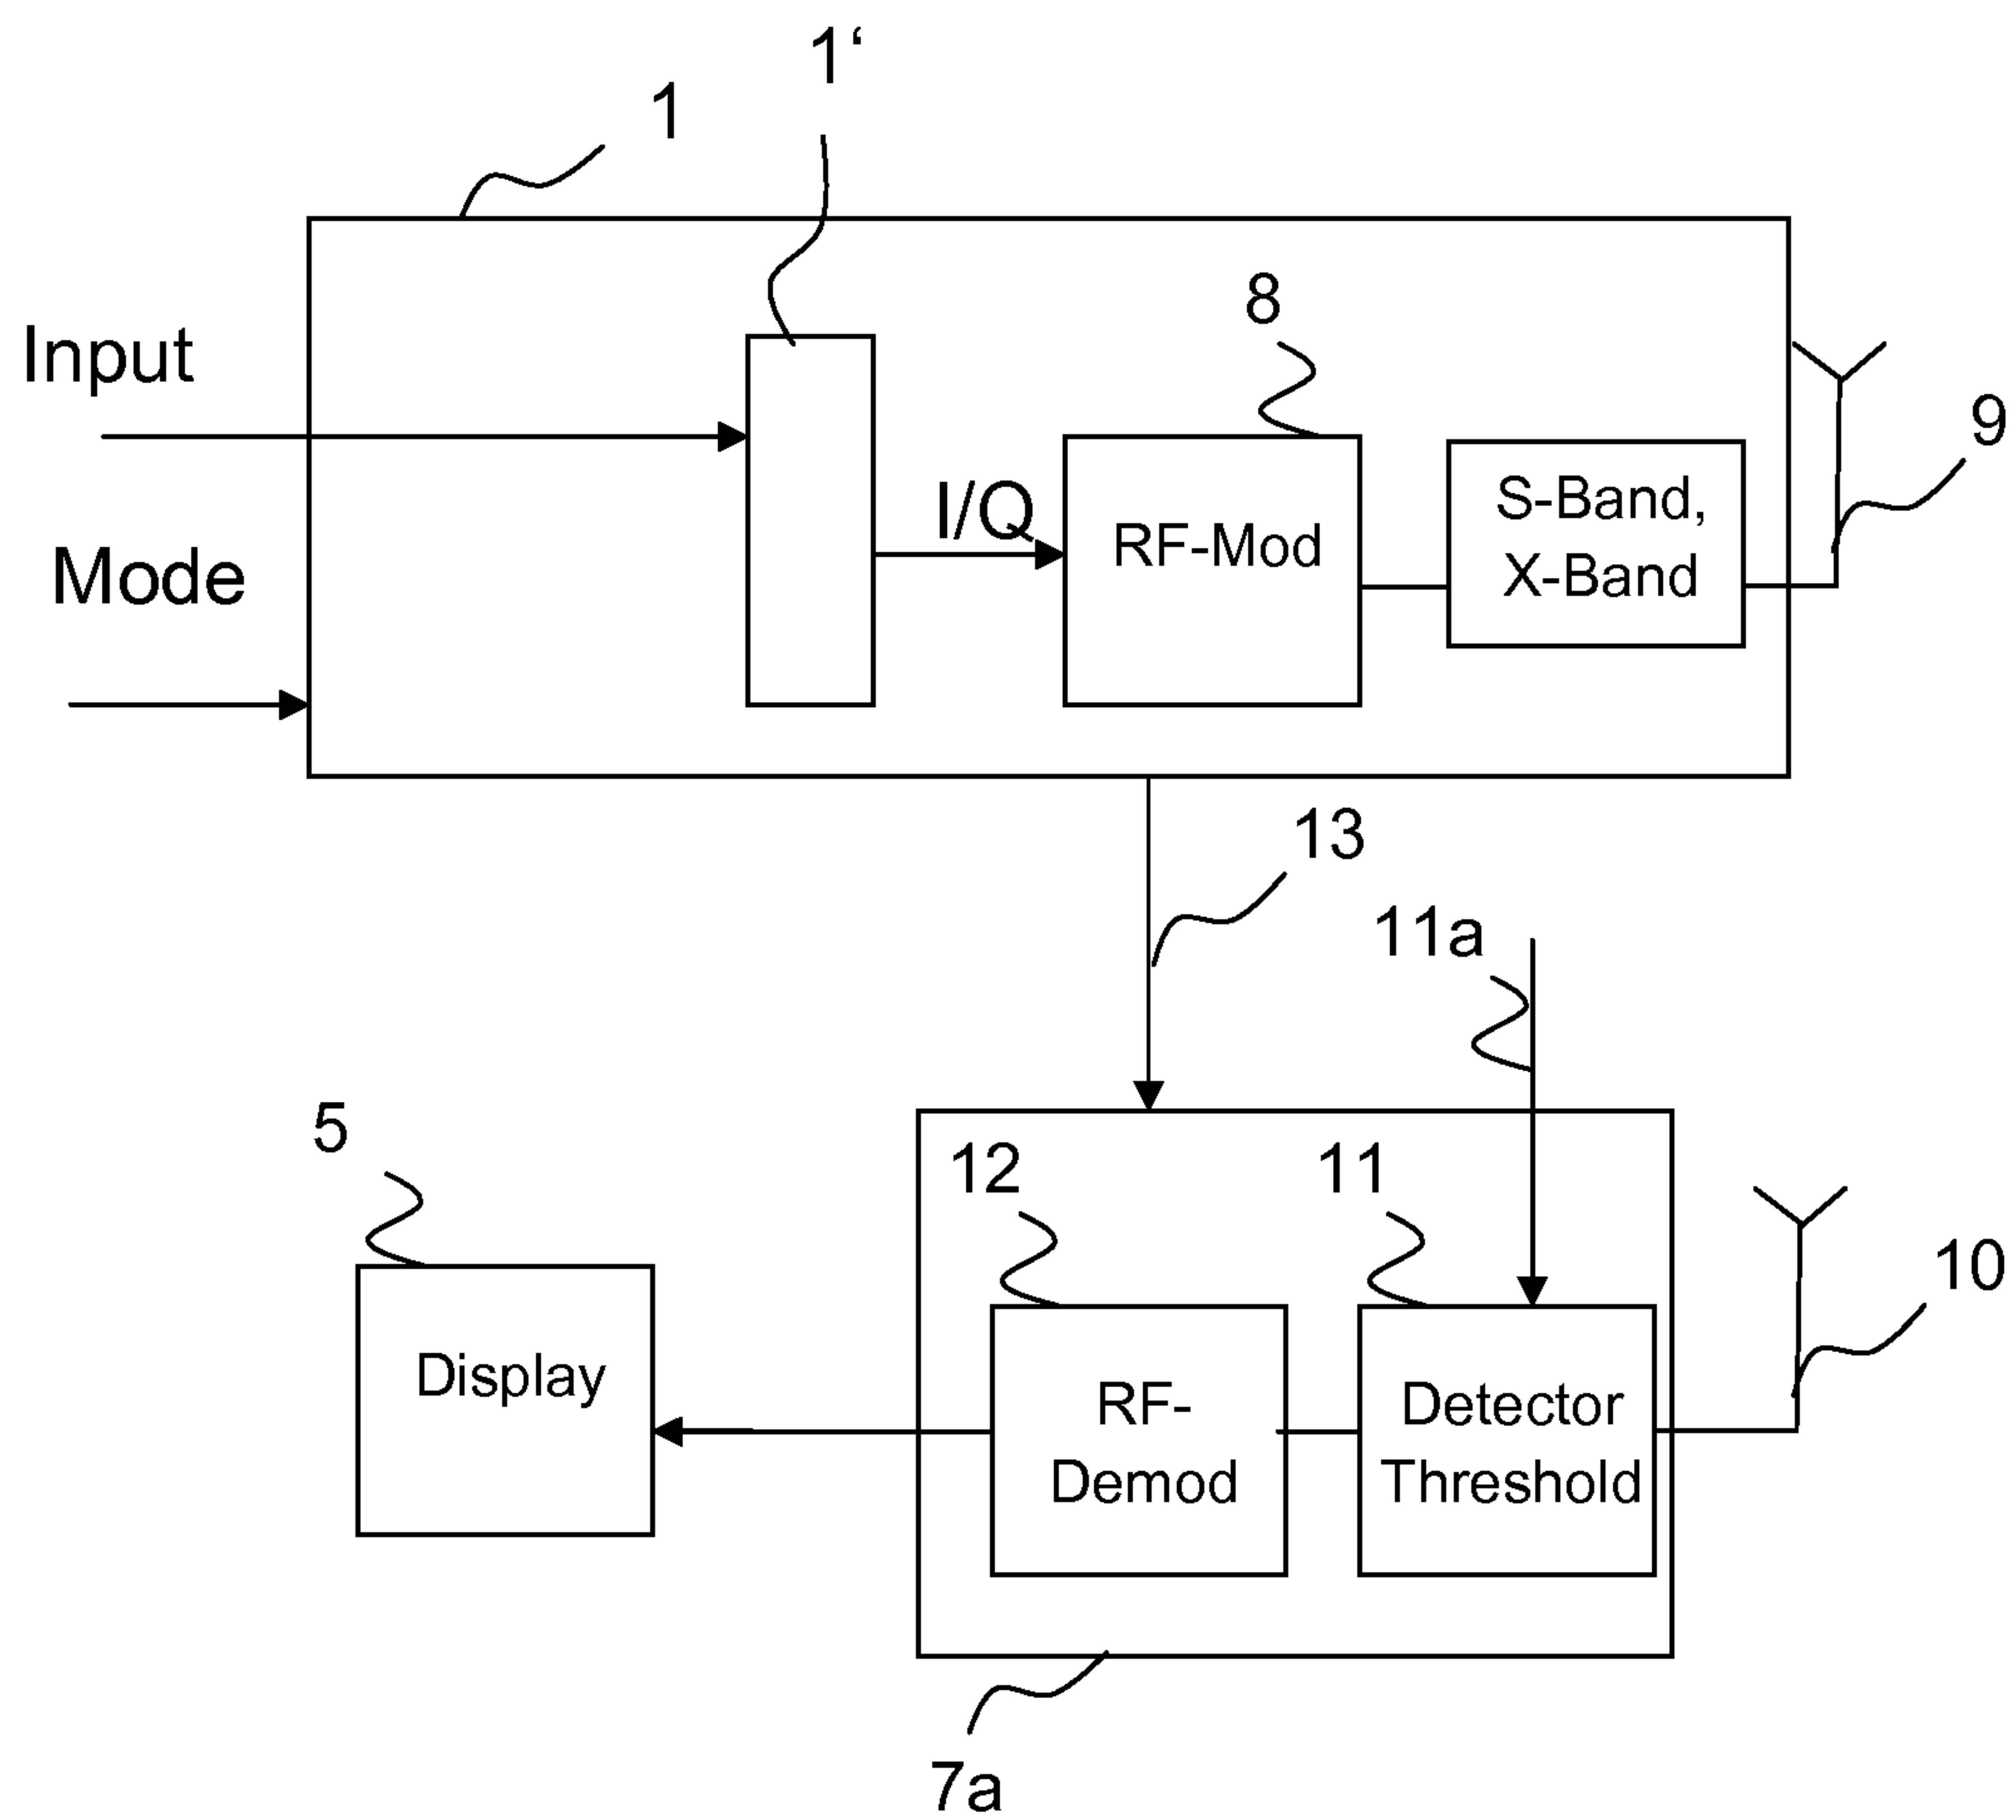 1‘
1
8
Input
9
I/Q
S-Band,
X-Band
RF-Mod
Mode
13
11a
5
12
11
10
Display
RF-
Demod
Detector
Threshold
7a